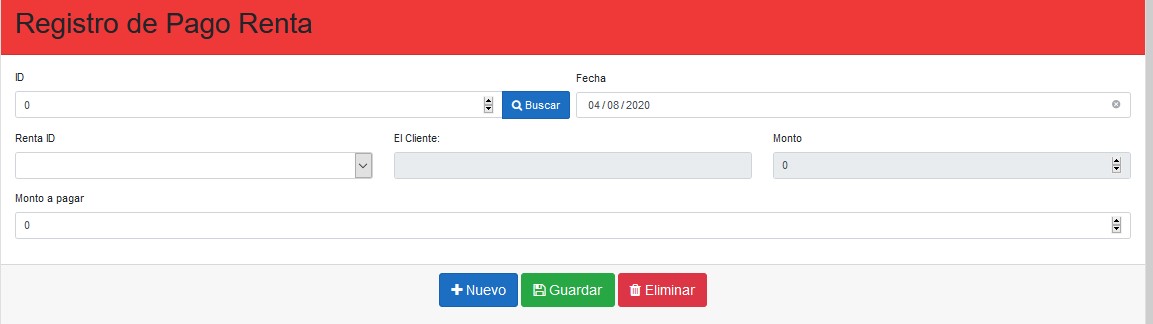 Registro de Pago Renta
ID
Fecha
0
Buscar
04/08/2020
Renta ID
El Cliente:
Monto
0
Monto a pagar
0
Nuevo
Guardar
Eliminar